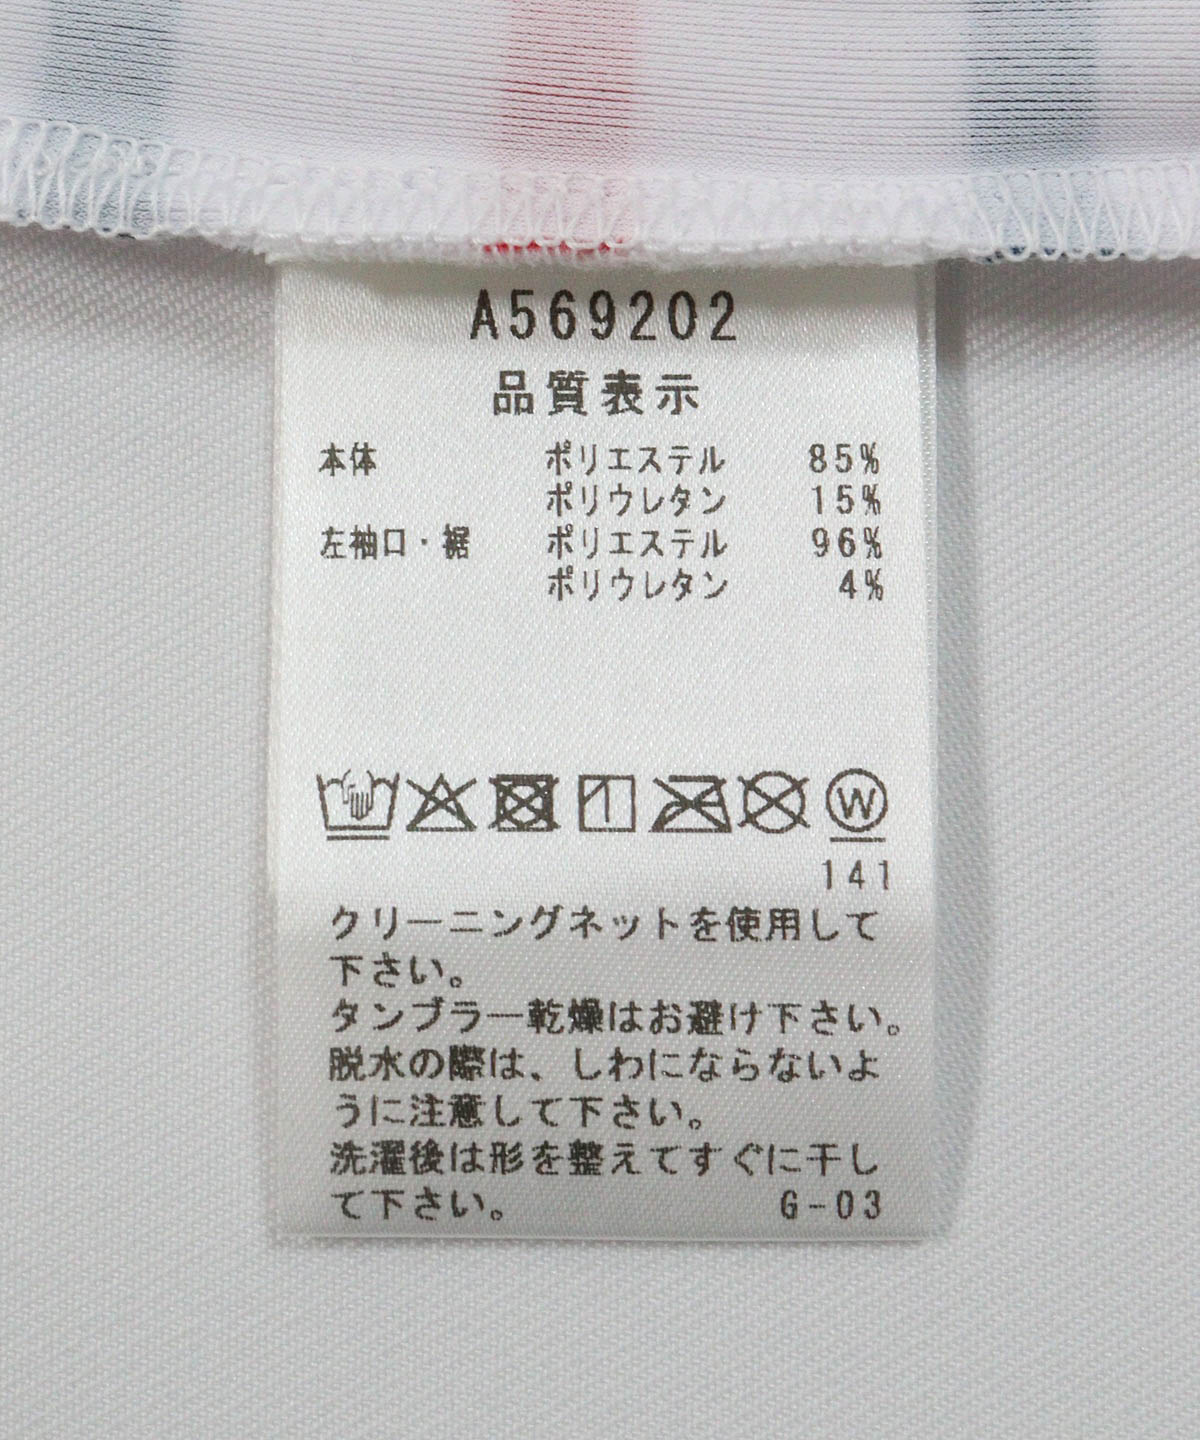 A569202
品質表示
本体 ポリエステル 85%
ポリウレタン 15%
左袖口・裾 ポリエステル 96%
ポリウレタン 4%
W
141
クリーニングネットを使用して
下さい。
タンブラー乾燥はお避け下さい。
脱水の際は、しわにならないよ
うに注意して下さい。
洗濯後は形を整えてすぐに干し
て下さい。 G-03